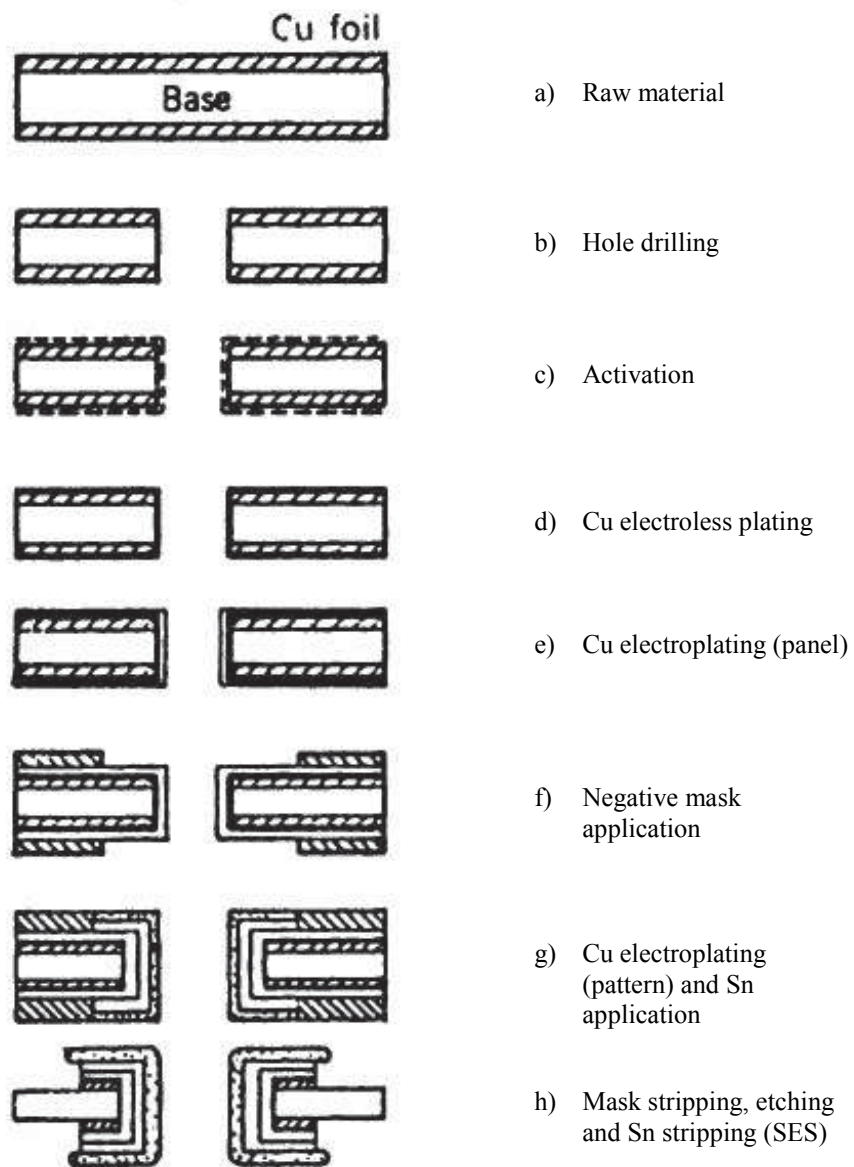 Cu foil
Base
a) Raw material
b) Hole drilling
c) Activation
d) Cu electroless plating
e) Cu electroplating (panel)
f) Negative mask
application
g) Cu electroplating
(pattern) and Sn
application
h) Mask stripping, etching
and Sn stripping (SES)